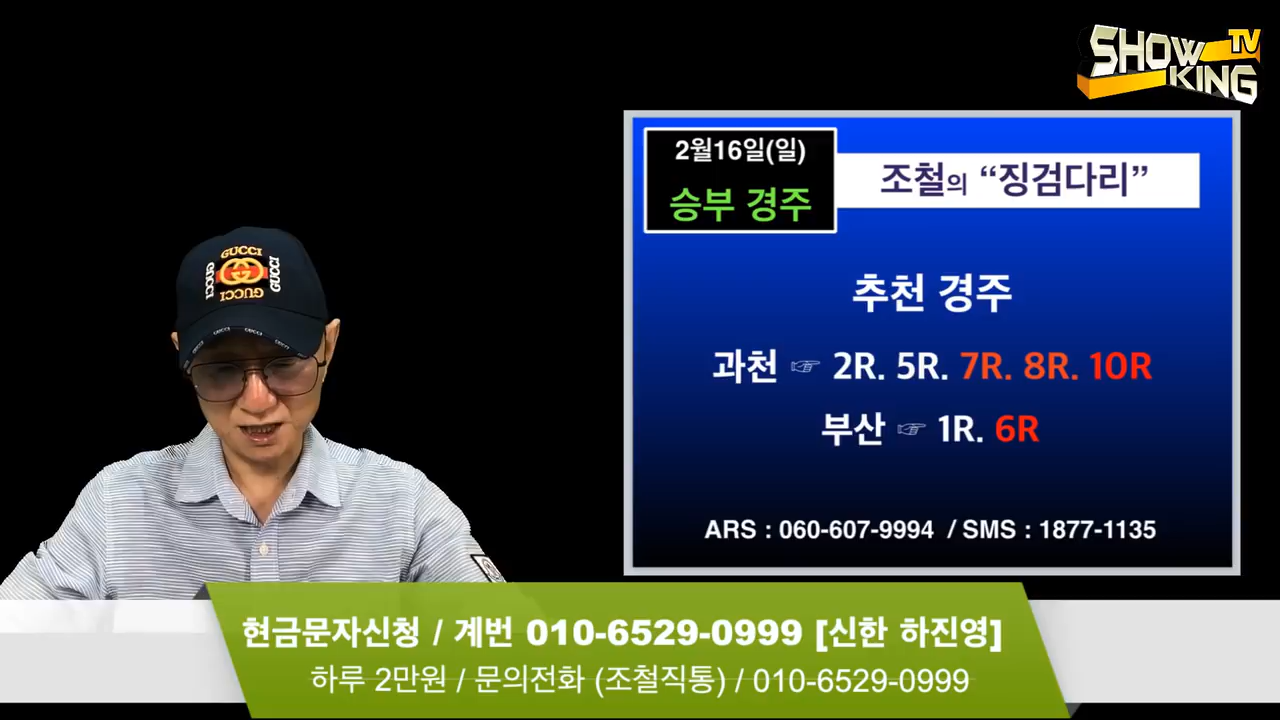 SHOW TV
KING
2월16일(일)
승부 경주
조철의 “징검다리”
추천 경주
과천 ☞ 2R. 5R. 7R. 8R. 10R
부산 ☞ 1R. 6R
ARS : 060-607-9994 / SMS : 1877-1135
GUCCI
GUCCI
GUCCI
GUCCI
현금문자신청 / 계번 010-6529-0999 [신한 하진영]
하루 2만원 / 문의전화 (조철직통) / 010-6529-0999